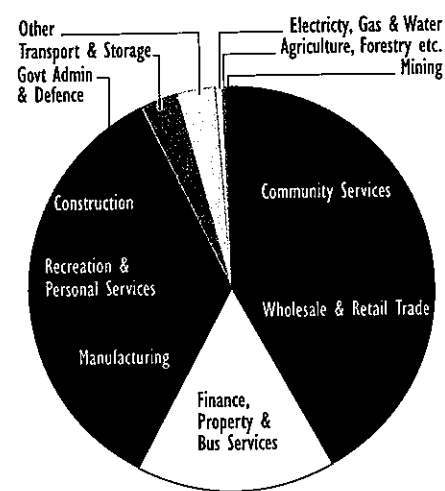 Other
Transport & Storage
Govt Admin
& Defence
Electricty, Gas & Water
Agriculture, Forestry etc.
Mining
Community Services
Wholesale & Retail Trade
Finance,
Property &
Bus Services
Manufacturing
Recreation &
Personal Services
Construction